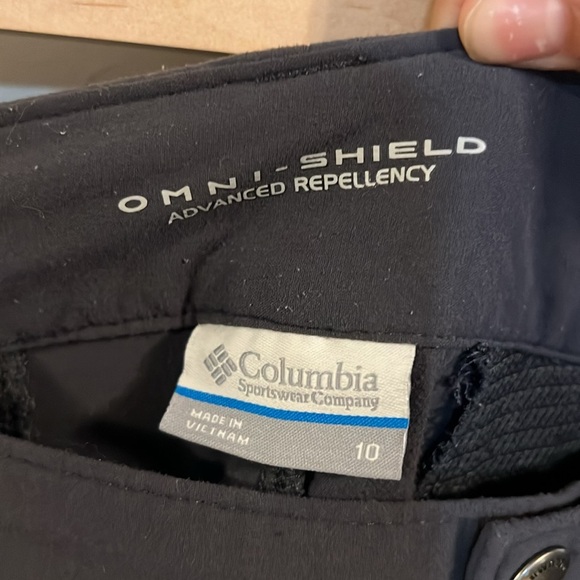 OMNI-SHIELD
ADVANCED REPELLENCY
Columbia
Sportswear Company
MADE IN
VIETNAM
10